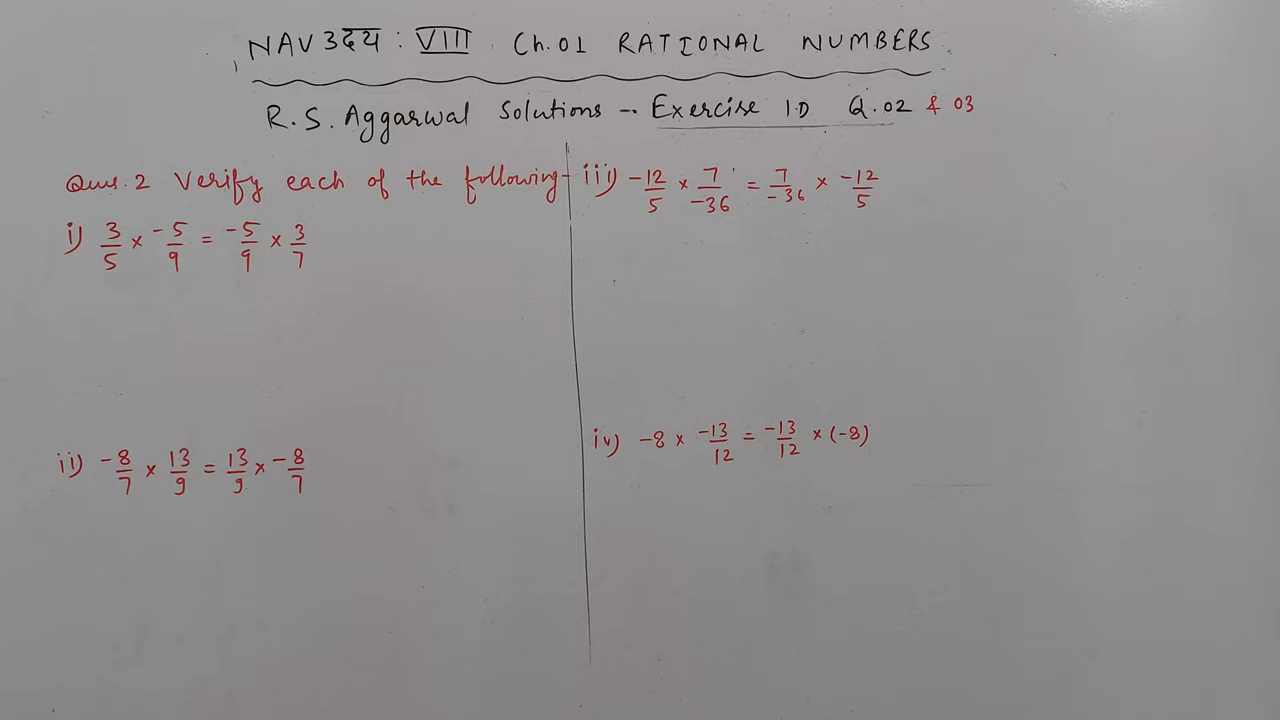 NAV उदय : VIII Ch.01 RATIONAL NUMBERS
R.S. Aggarwal Solutions - Exercise 1.D Q.02 & 03
Ques.2 Verify each of the following-
i) 3/5 × -5/9 = -5/9 × 3/7
ii) -8/7 × 13/9 = 13/9 × -8/7
iii) -12/5 × 7/-36 = 7/-36 × -12/5
iv) -8 × -13/12 = -13/12 × (-8)